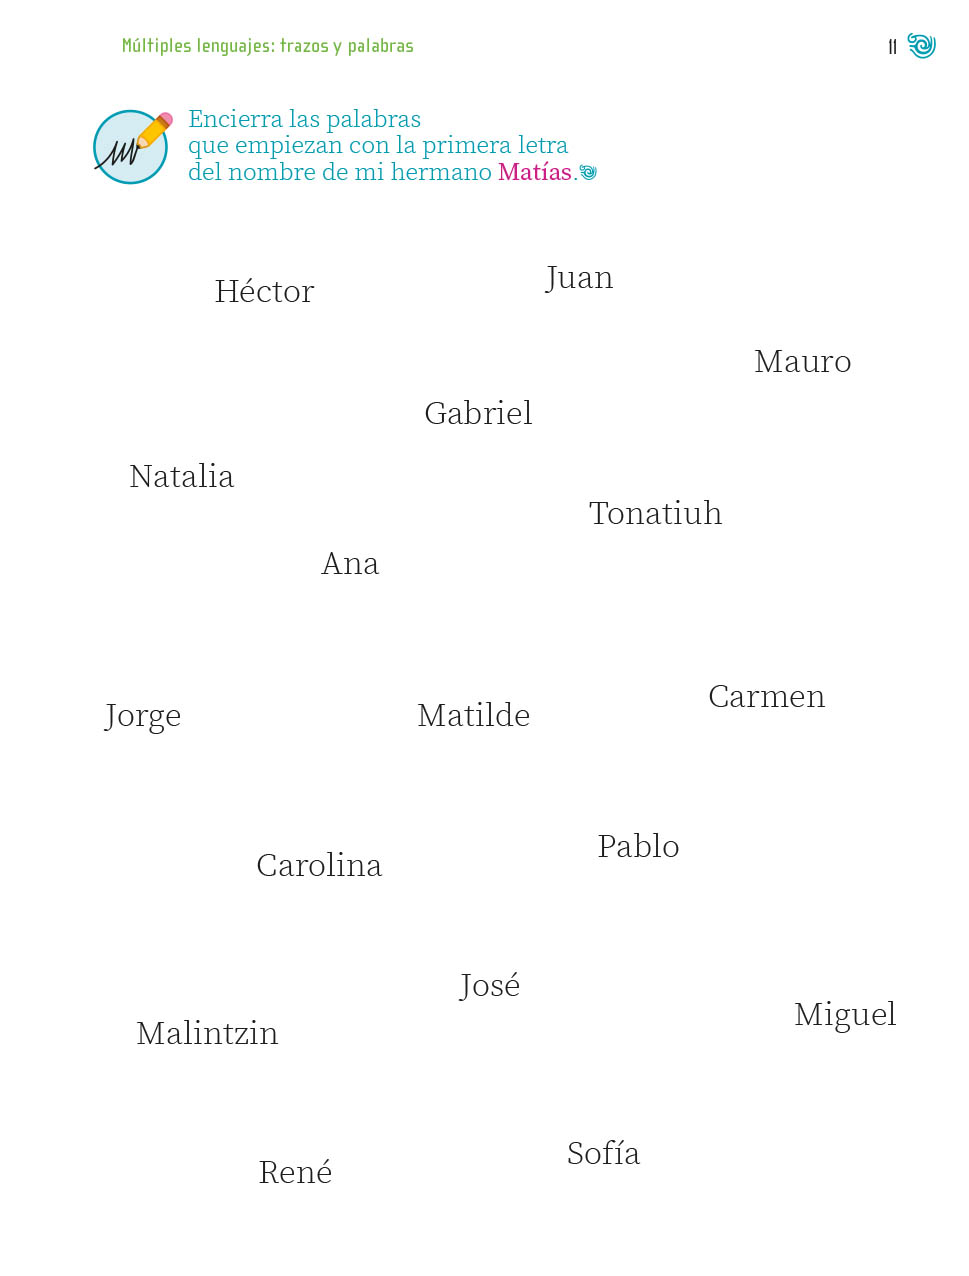 Múltiples lenguajes: trazos y palabras
11
Encierra las palabras
que empiezan con la primera letra
del nombre de mi hermano Matías.
Héctor
Juan
Mauro
Gabriel
Natalia
Tonatiuh
Ana
Jorge
Matilde
Carmen
Carolina
Pablo
José
Malintzin
Miguel
René
Sofía